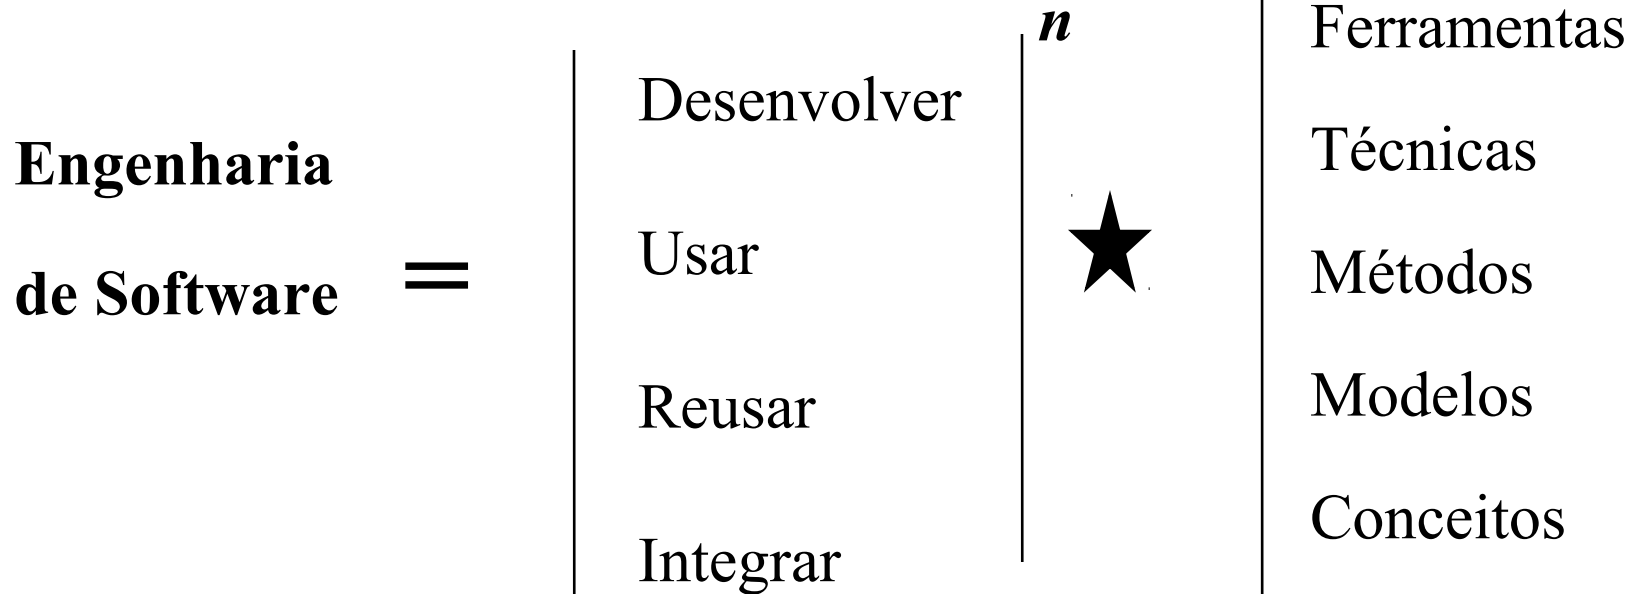 Engenharia
de Software
=
Desenvolver
Usar
Reusar
Integrar
n
★
Ferramentas
Técnicas
Métodos
Modelos
Conceitos